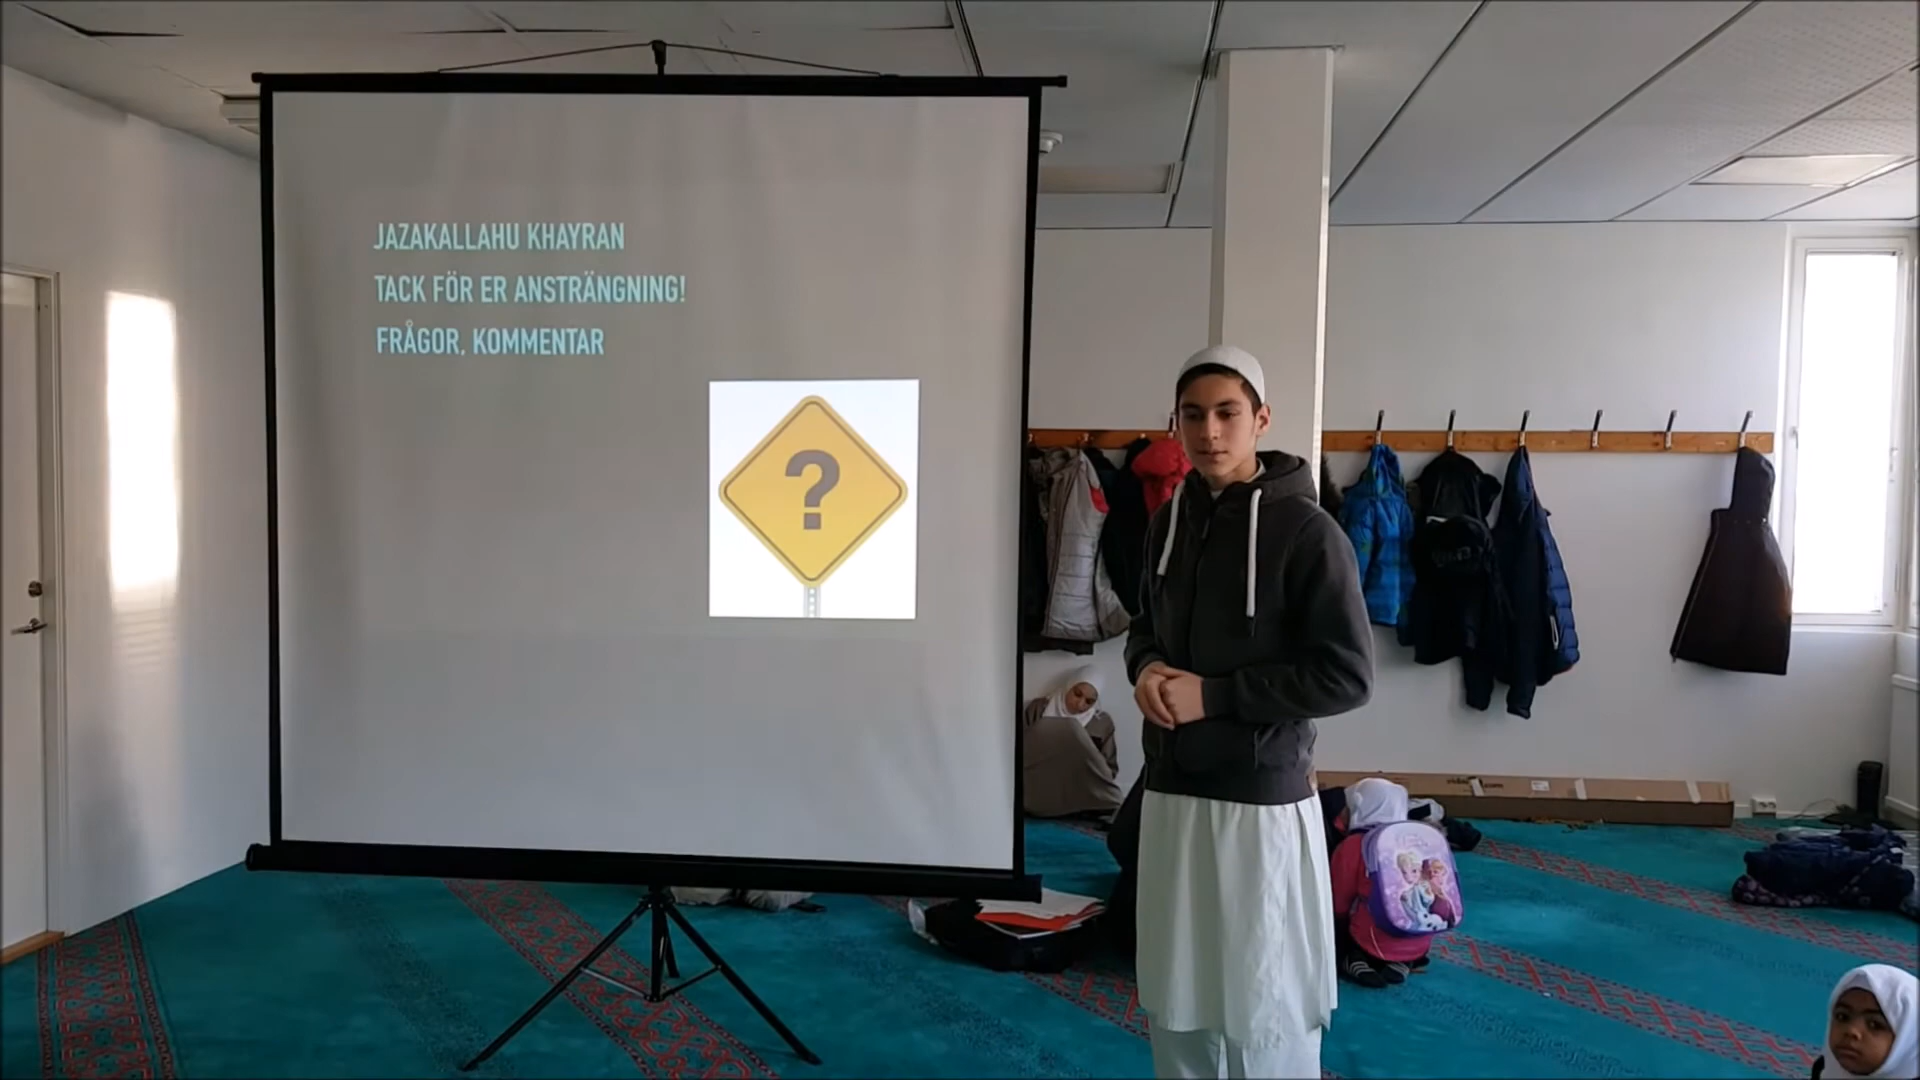 JAZAKALLAHU KHAYRAN
TACK FÖR ER ANSTRÄNGNING!
FRÅGOR, KOMMENTAR
?